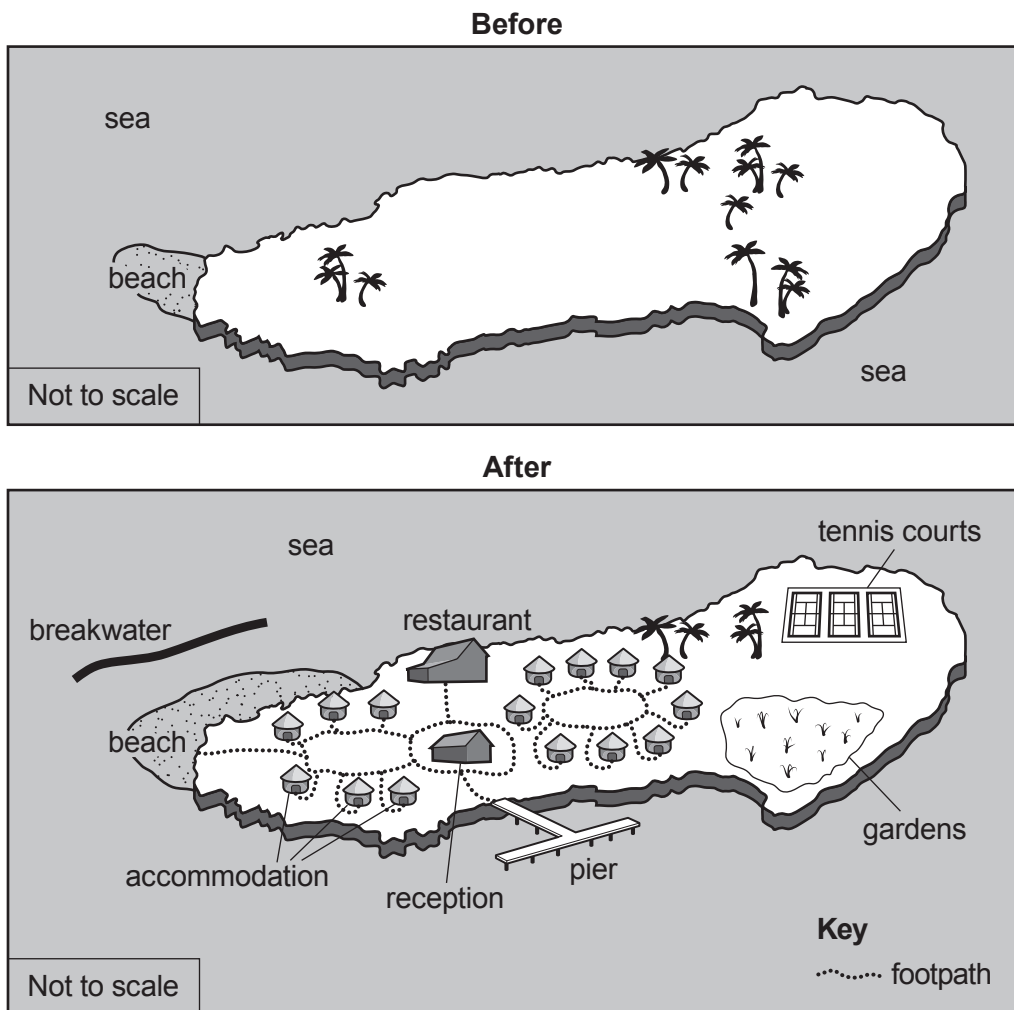 Before
sea
beach
sea
Not to scale
After
tennis courts
sea
restaurant
breakwater
beach
gardens
pier
accommodation
reception
Key
footpath
Not to scale